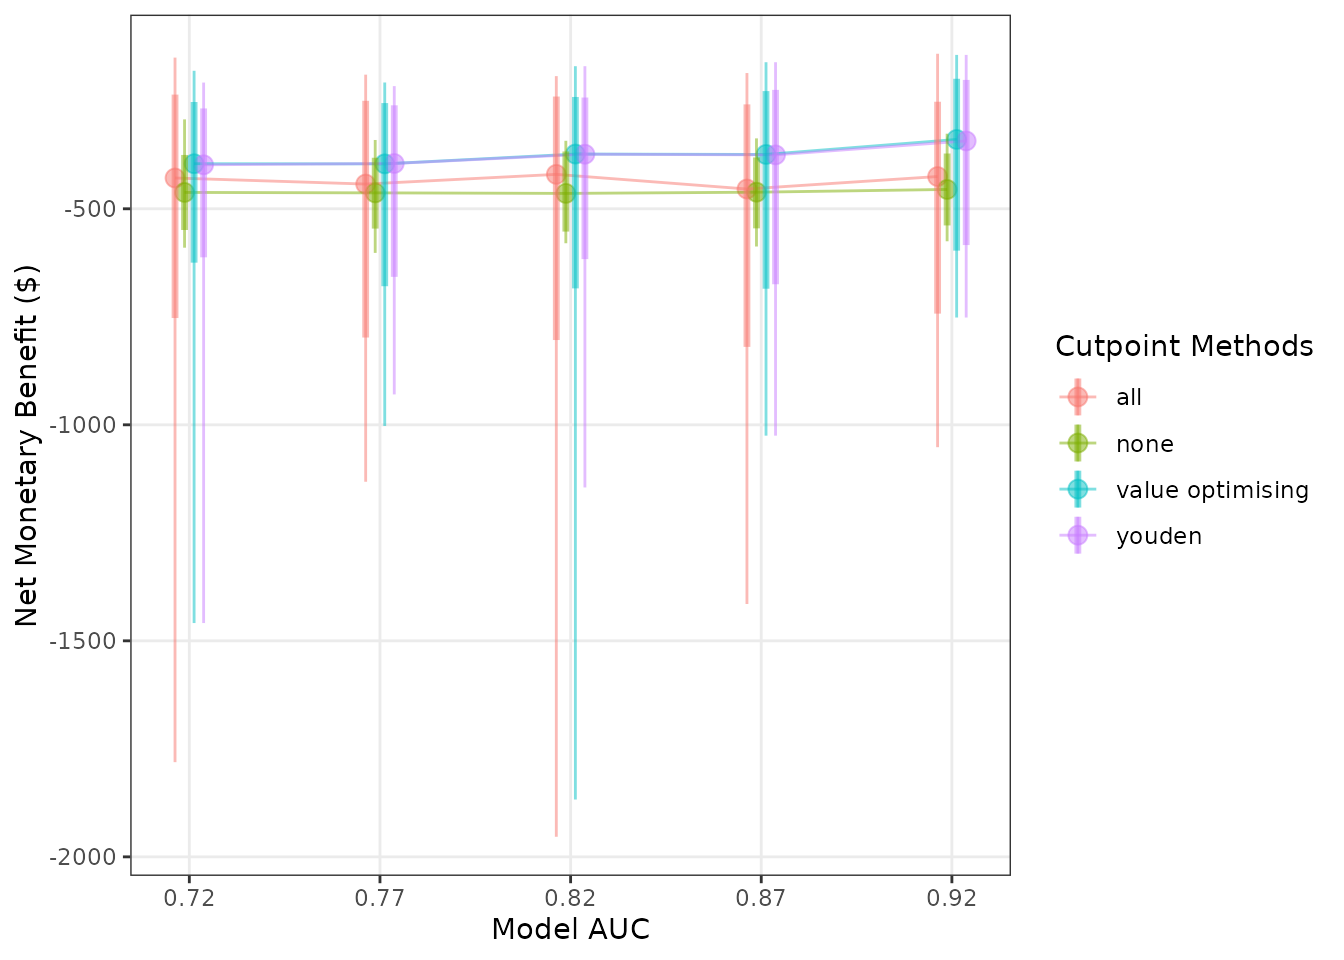 Net Monetary Benefit ($)
-500
-1000
-1500
-2000
0.72 0.77 0.82 0.87 0.92
Model AUC
Cutpoint Methods
all
none
value optimising
youden